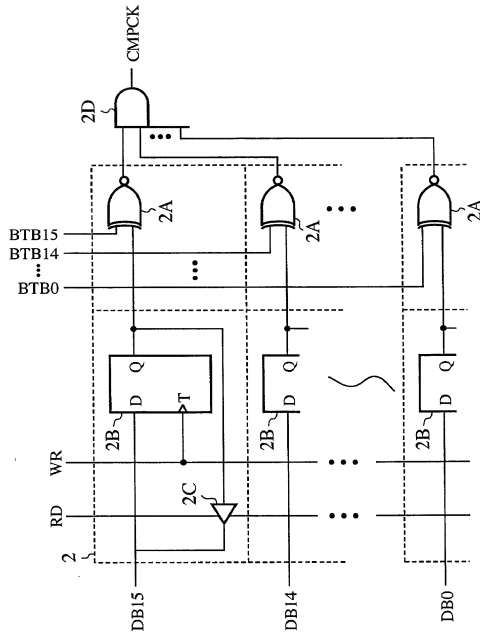 CMPCK
2D
BTB15
BTB14
BTB0
2A
2A
2A
D Q
T
2B
D Q
2B
D Q
2B
WR
RD
2C
2
DB15
DB14
DB0